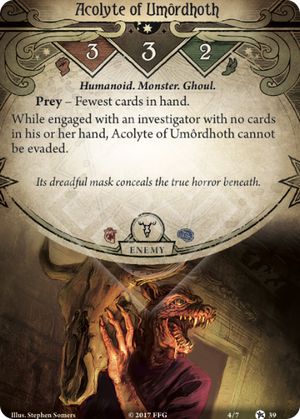 Acolyte of Umôrdhoth
3 3 2
Humanoid. Monster. Ghoul.
Prey – Fewest cards in hand.
While engaged with an investigator with no cards
in his or her hand, Acolyte of Umôrdhoth cannot
be evaded.
Its dreadful mask conceals the true horror beneath.
ENEMY
Illus. Stephen Somers © 2017 FFG 4/7 39